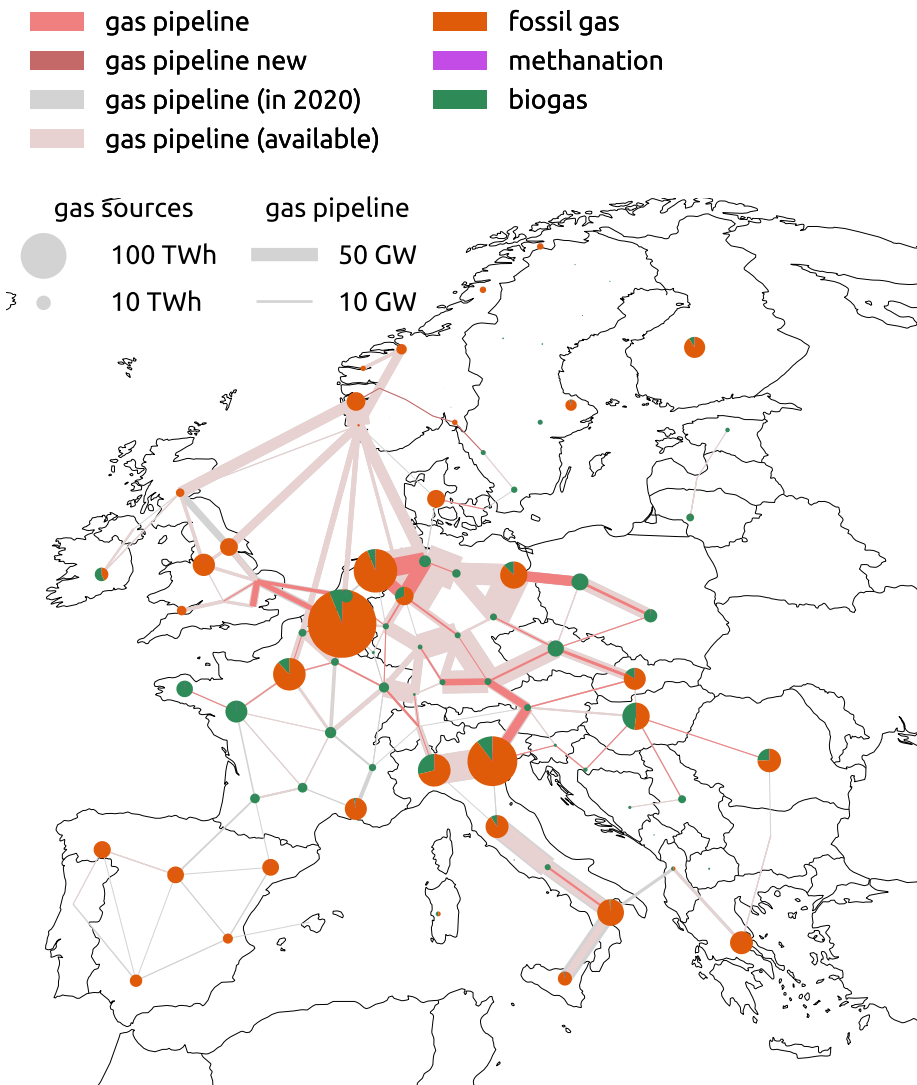 gas pipeline
fossil gas
gas pipeline new
methanation
gas pipeline (in 2020)
biogas
gas pipeline (available)
gas sources
gas pipeline
100 TWh
50 GW
10 TWh
10 GW